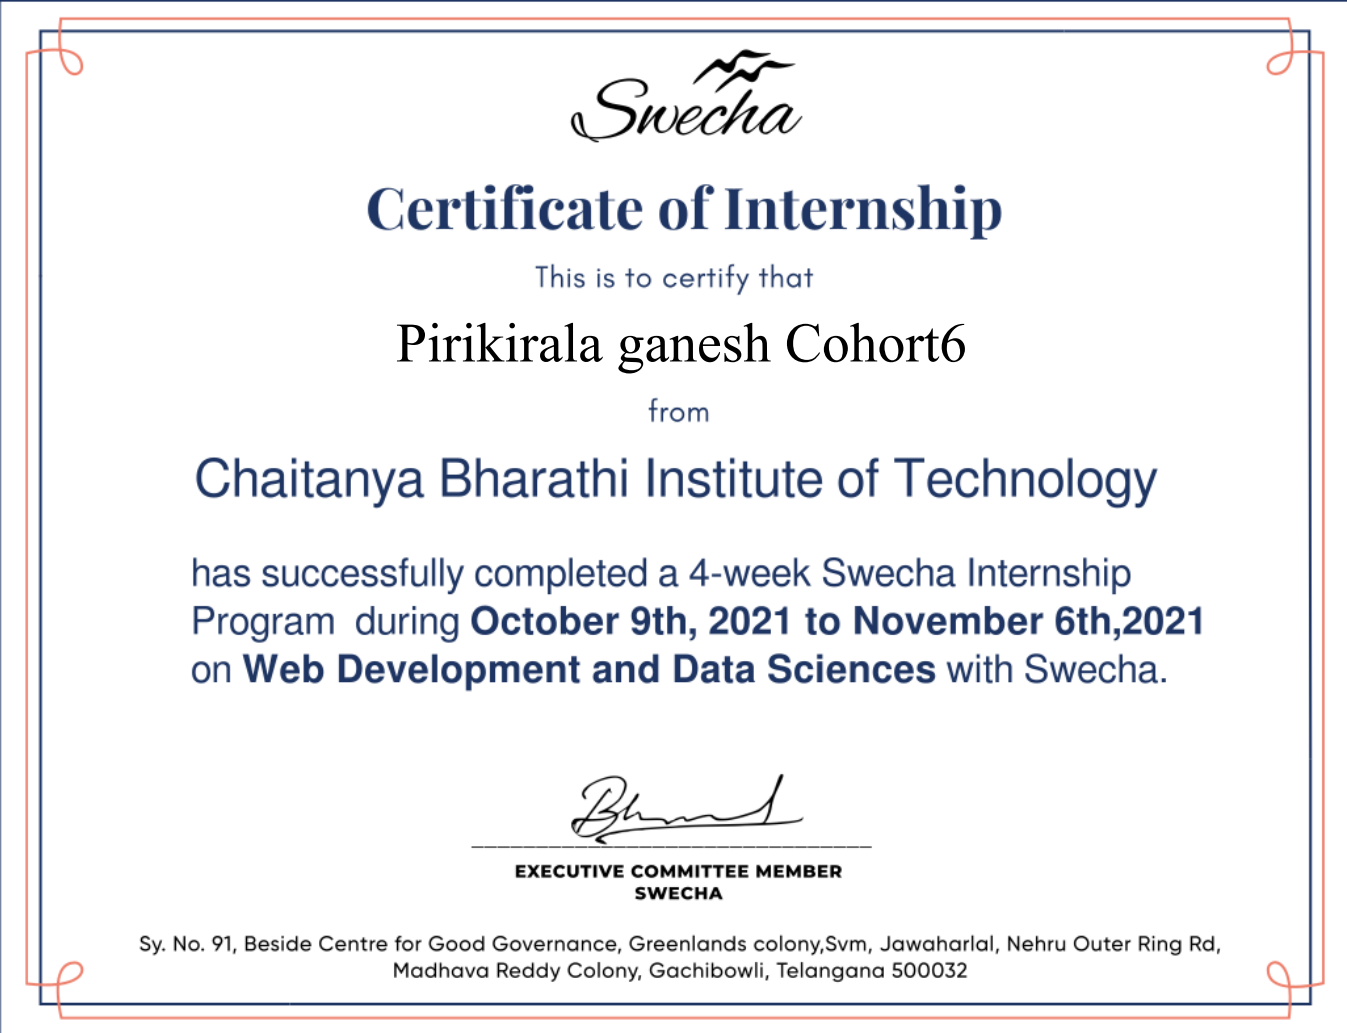 Swecha
Certificate of Internship
This is to certify that
Pirikirala ganesh Cohort6
from
Chaitanya Bharathi Institute of Technology
has successfully completed a 4-week Swecha Internship
Program during October 9th, 2021 to November 6th,2021
on Web Development and Data Sciences with Swecha.
EXECUTIVE COMMITTEE MEMBER
SWECHA
Sy. No. 91, Beside Centre for Good Governance, Greenlands colony,Svm, Jawaharlal, Nehru Outer Ring Rd,
Madhava Reddy Colony, Gachibowli, Telangana 500032